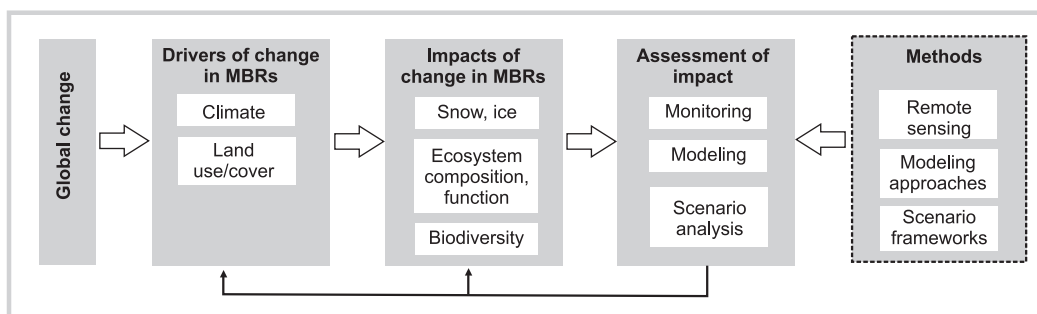 Global change
Drivers of change
in MBRs
Climate
Land
use/cover
Impacts of
change in MBRs
Snow, ice
Ecosystem
composition,
function
Biodiversity
Assessment of
impact
Monitoring
Modeling
Scenario
analysis
Methods
Remote
sensing
Modeling
approaches
Scenario
frameworks